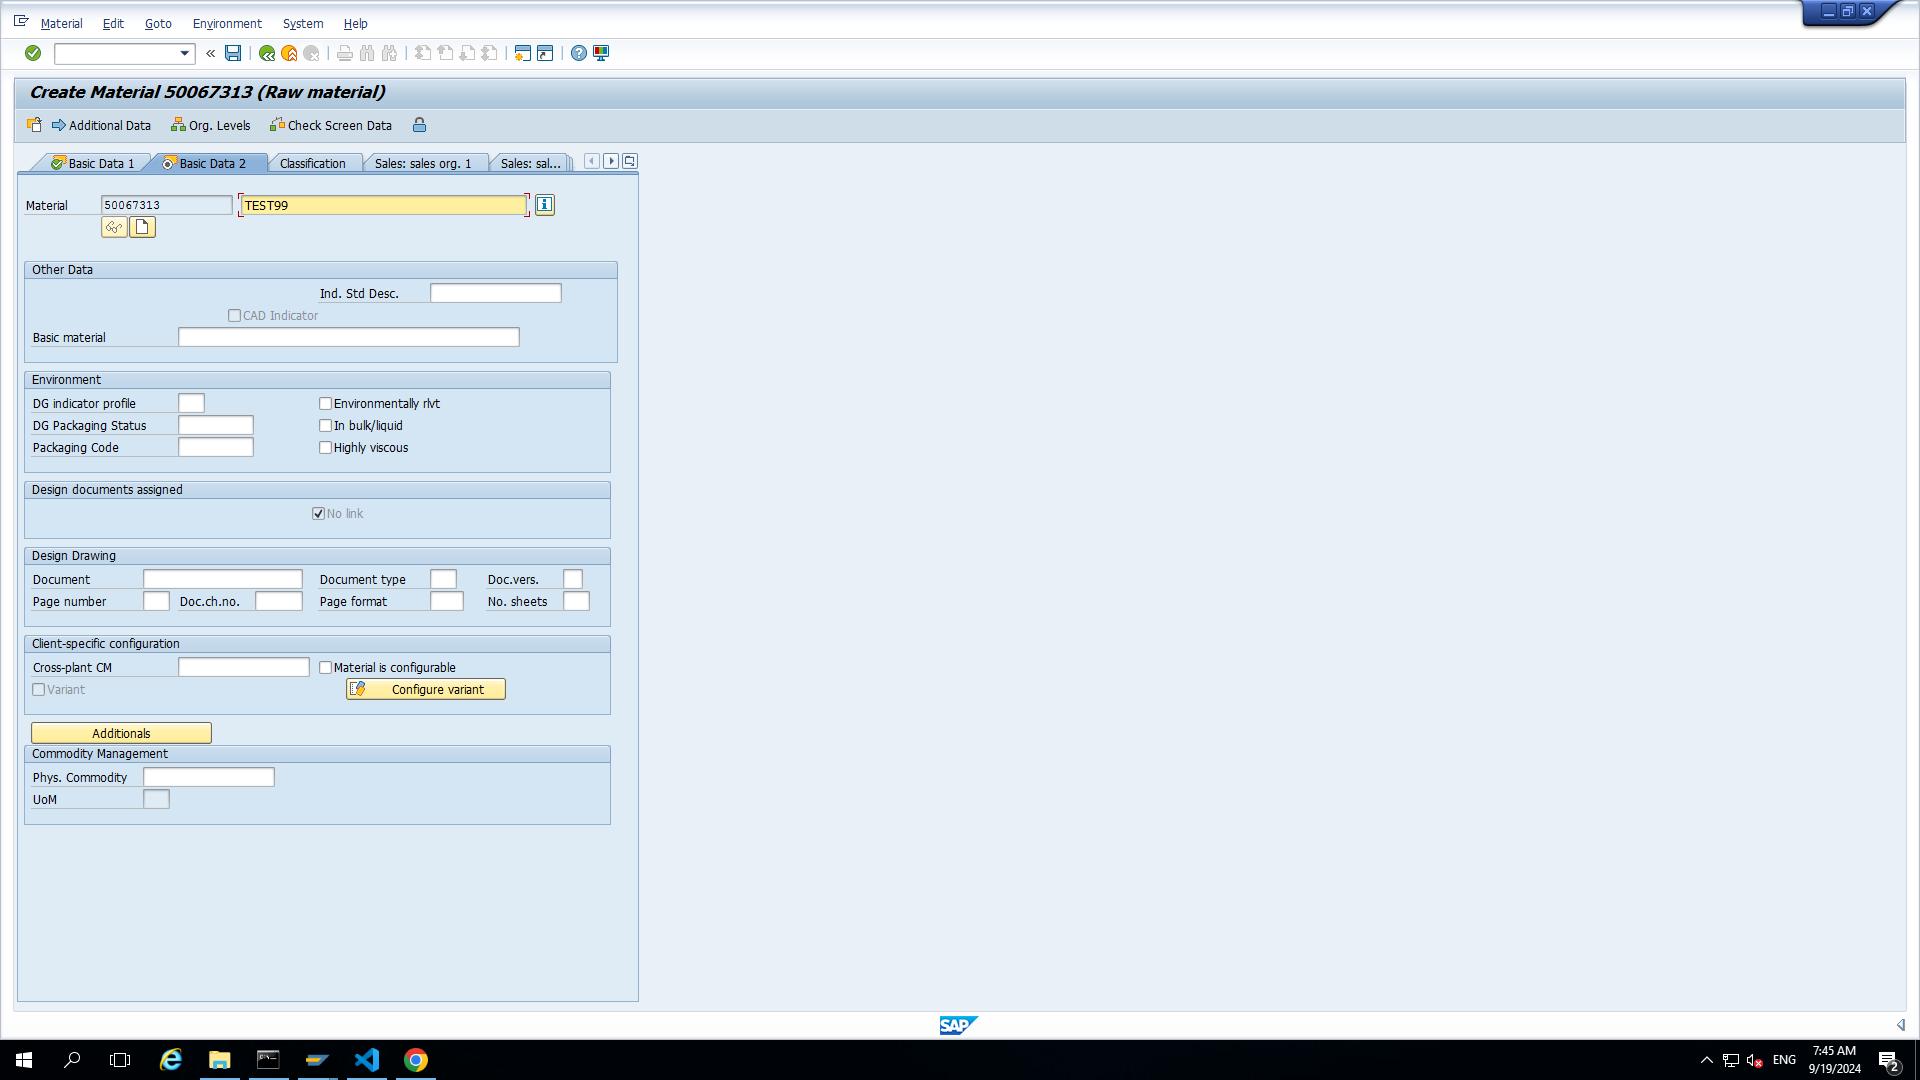 Material Edit Goto Environment System Help
Create Material 50067313 (Raw material)
Additional Data Org. Levels Check Screen Data
Basic Data 1 Basic Data 2 Classification Sales: sales org. 1 Sales: sal...
Material 50067313 TEST99
Other Data
Ind. Std Desc.
CAD Indicator
Basic material
Environment
DG indicator profile Environmentally rlvt
DG Packaging Status In bulk/liquid
Packaging Code Highly viscous
Design documents assigned
No link
Design Drawing
Document Document type Doc.vers.
Page number Doc.ch.no. Page format No. sheets
Client-specific configuration
Cross-plant CM Material is configurable
Variant Configure variant
Additionals
Commodity Management
Phys. Commodity
UoM
SAP
ENG 7:45 AM
9/19/2024 2